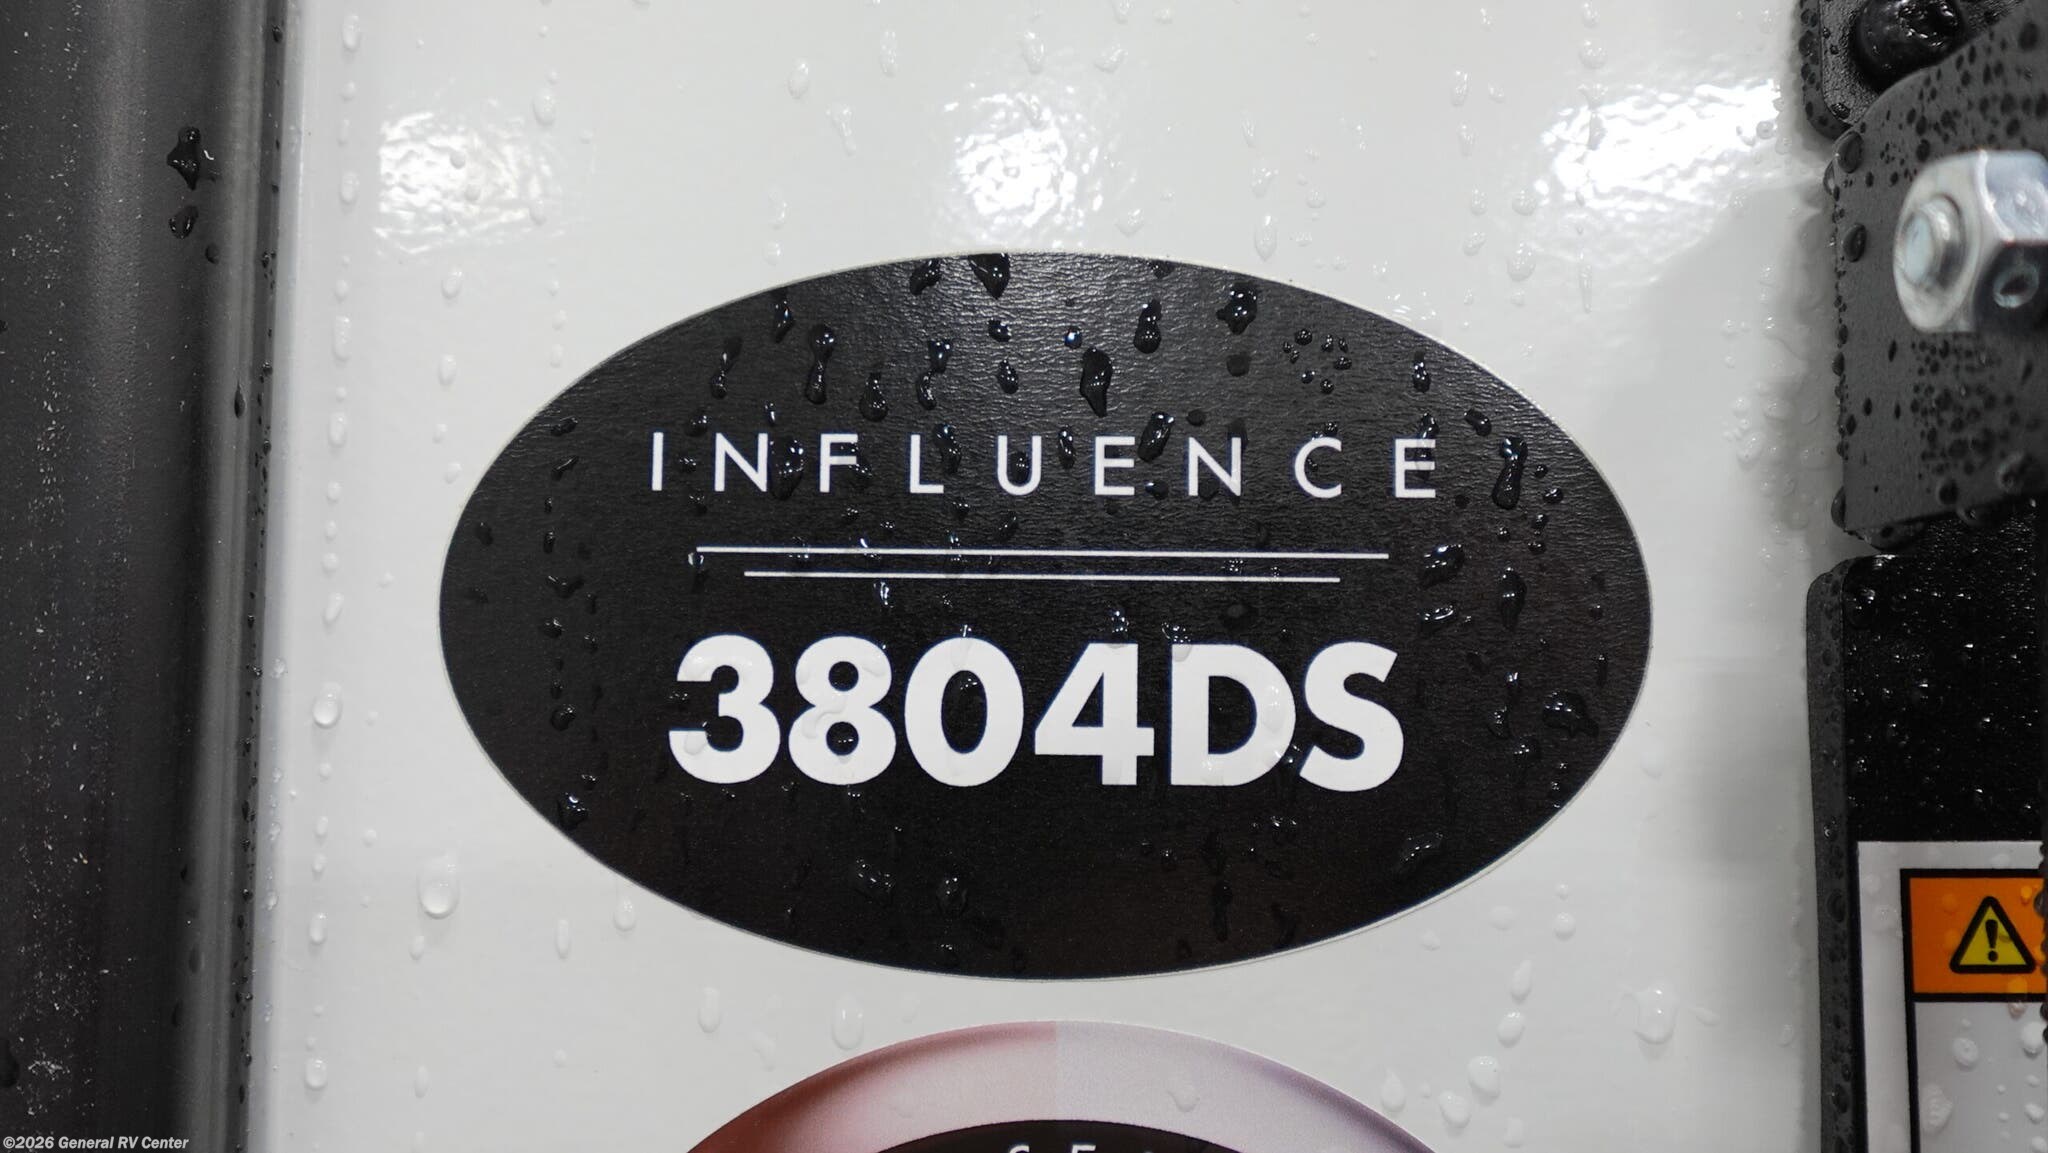 INFLUENCE
3804DS
©2026 General RV Center